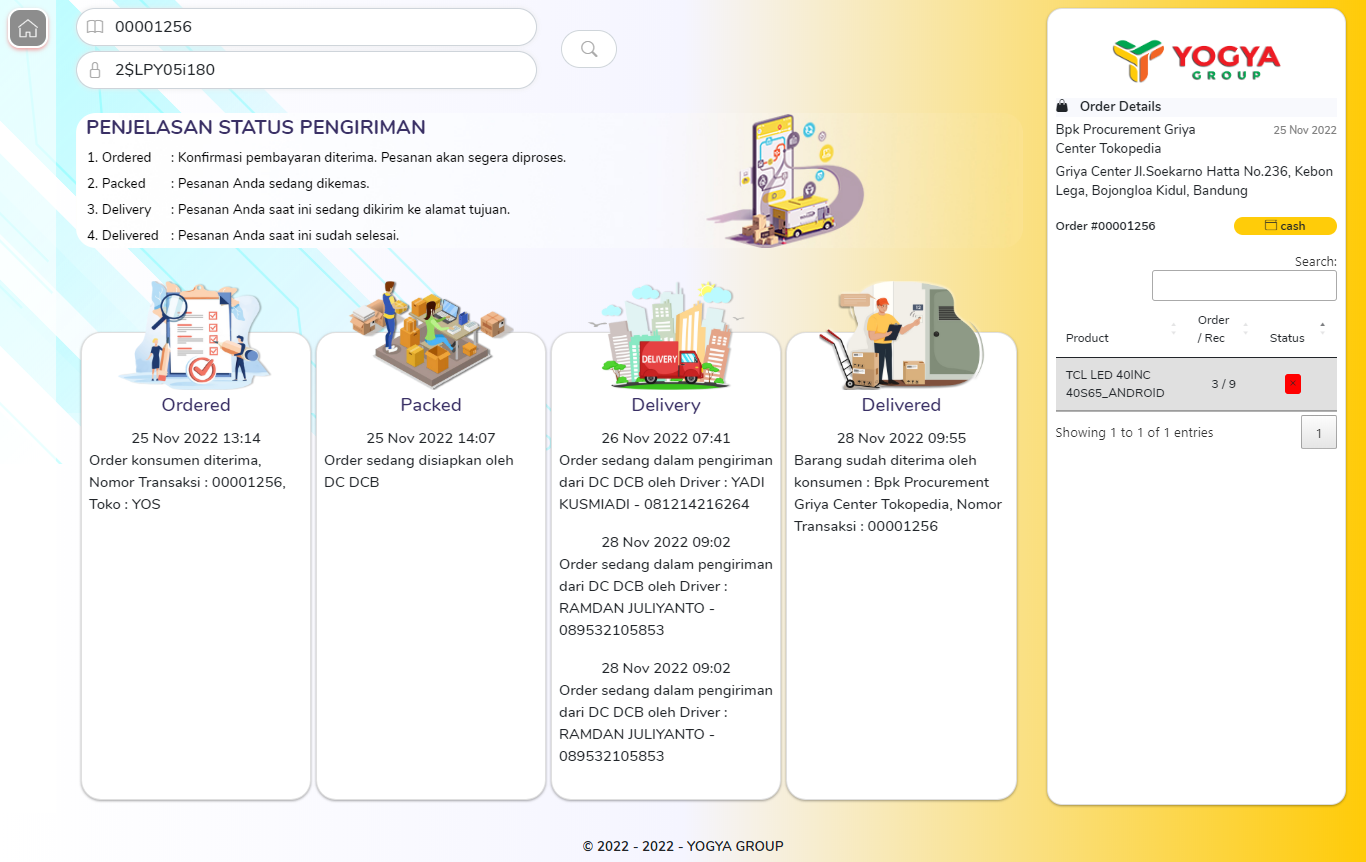 00001256
2$LPY05i180
PENJELASAN STATUS PENGIRIMAN
1. Ordered : Konfirmasi pembayaran diterima. Pesanan akan segera diproses.
2. Packed : Pesanan Anda sedang dikemas.
3. Delivery : Pesanan Anda saat ini sedang dikirim ke alamat tujuan.
4. Delivered : Pesanan Anda saat ini sudah selesai.
Ordered
25 Nov 2022 13:14
Order konsumen diterima,
Nomor Transaksi : 00001256,
Toko : YOS
Packed
25 Nov 2022 14:07
Order sedang disiapkan oleh
DC DCB
DELIVERY
Delivery
26 Nov 2022 07:41
Order sedang dalam pengiriman
dari DC DCB oleh Driver : YADI
KUSMIADI - 081214216264
28 Nov 2022 09:02
Order sedang dalam pengiriman
dari DC DCB oleh Driver :
RAMDAN JULIYANTO -
089532105853
28 Nov 2022 09:02
Order sedang dalam pengiriman
dari DC DCB oleh Driver :
RAMDAN JULIYANTO -
089532105853
Delivered
28 Nov 2022 09:55
Barang sudah diterima oleh
konsumen : Bpk Procurement
Griya Center Tokopedia, Nomor
Transaksi : 00001256
YOGYA
GROUP
Order Details
Bpk Procurement Griya 25 Nov 2022
Center Tokopedia
Griya Center Jl.Soekarno Hatta No.236, Kebon
Lega, Bojongloa Kidul, Bandung
Order #00001256 cash
Search:
Order
Product / Rec Status
TCL LED 40INC
40S65_ANDROID 3 / 9 ×
Showing 1 to 1 of 1 entries 1
© 2022 - 2022 - YOGYA GROUP